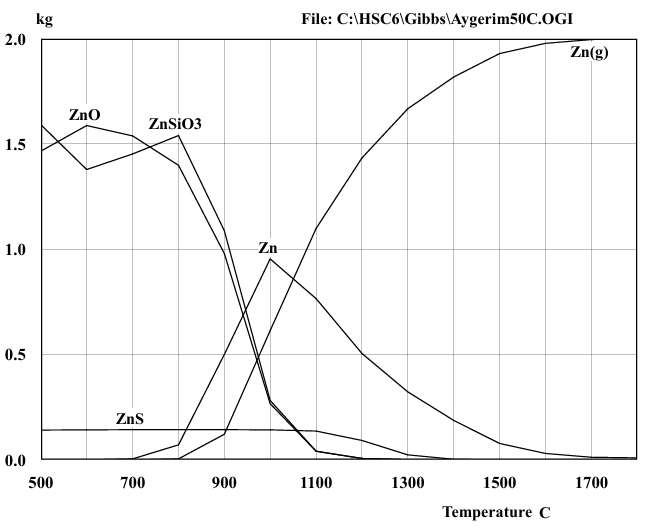 kg File: C:\HSC6\Gibbs\Aygerim50C.OGI
2.0
Zn(g)
ZnO
ZnSiO3
1.5
Zn
1.0
0.5
ZnS
0.0
500 700 900 1100 1300 1500 1700
Temperature C